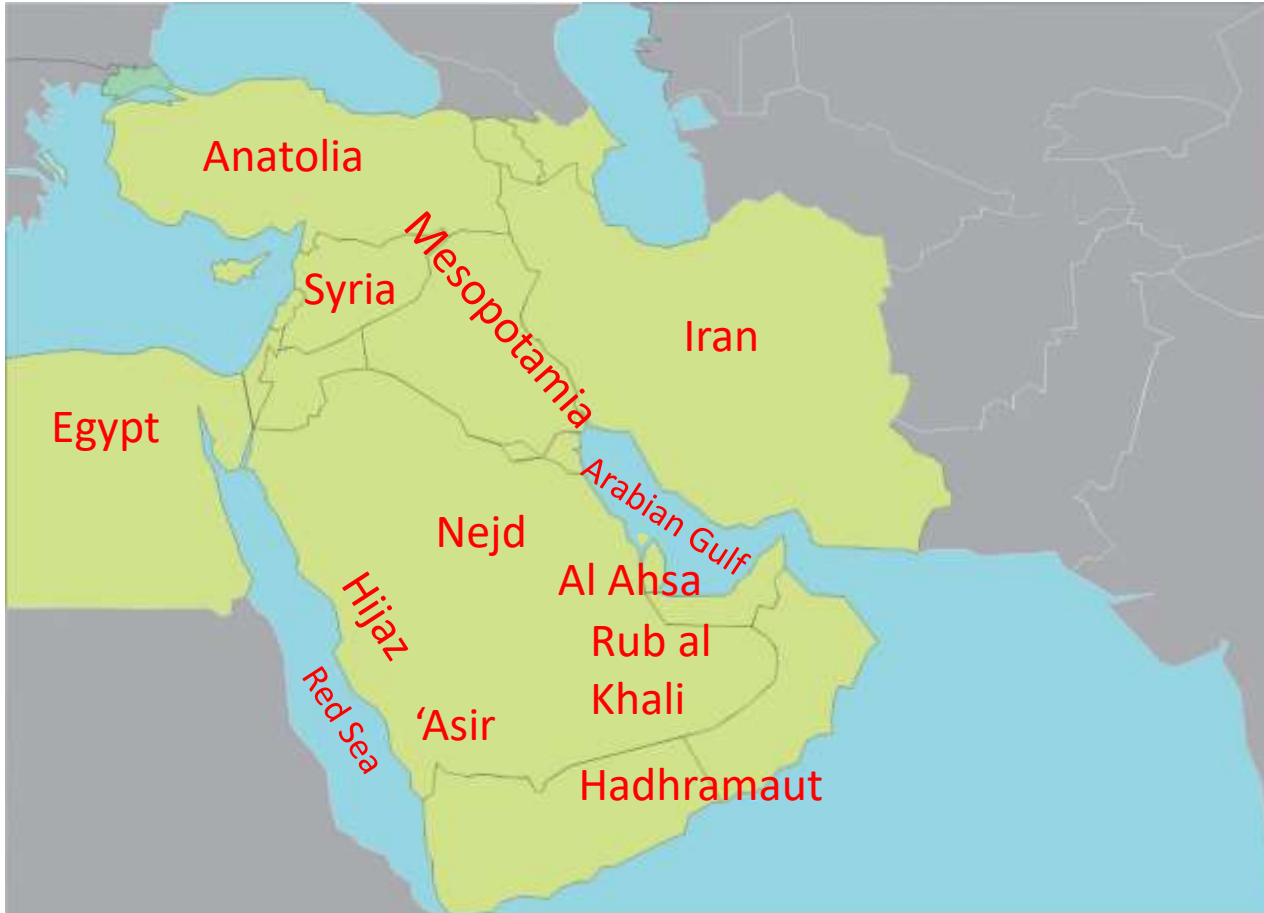 Anatolia
Mesopotamia
Syria
Iran
Egypt
Arabian Gulf
Nejd
Al Ahsa
Hijaz
Rub al
Khali
Red Sea
‘Asir
Hadhramaut